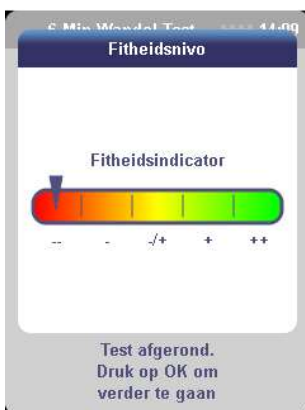 6 Min Wandel Test 14:09
Fitheidsnivo
Fitheidsindicator
-- - -/+ + ++
Test afgerond.
Druk op OK om
verder te gaan